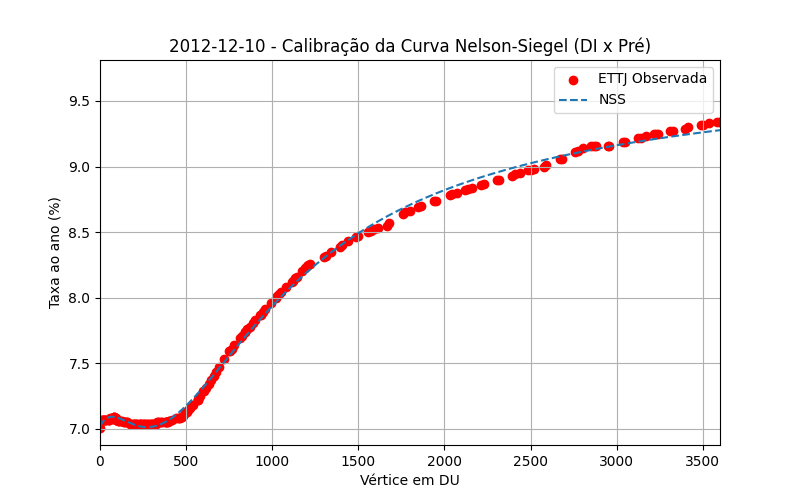 2012-12-10 - Calibração da Curva Nelson-Siegel (DI x Pré)
ETTJ Observada
NSS
Taxa ao ano (%)
9.5
9.0
8.5
8.0
7.5
7.0
0 500 1000 1500 2000 2500 3000 3500
Vértice em DU